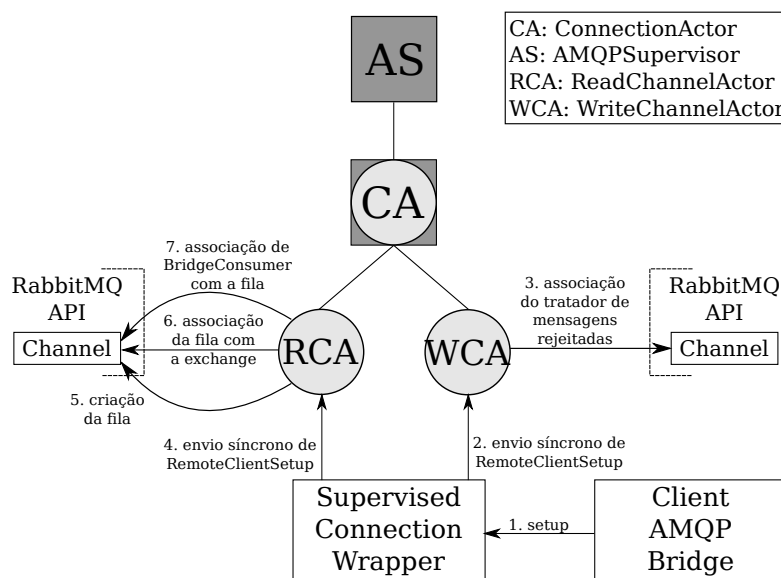 AS
CA: ConnectionActor
AS: AMQPSupervisor
RCA: ReadChannelActor
WCA: WriteChannelActor
CA
7. associação de
BridgeConsumer
com a fila
RabbitMQ
API
Channel
6. associação
da fila com
a exchange
5. criação
da fila
RCA
WCA
3. associação
do tratador de
mensagens
rejeitadas
RabbitMQ
API
Channel
4. envio síncrono de
RemoteClientSetup
2. envio síncrono de
RemoteClientSetup
Supervised
Connection
Wrapper
1. setup
Client
AMQP
Bridge